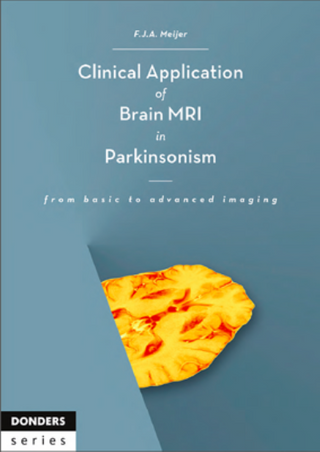 F.J.A. Meijer
Clinical Application
of
Brain MRI
in
Parkinsonism
from basic to advanced imaging
DONDERS
series